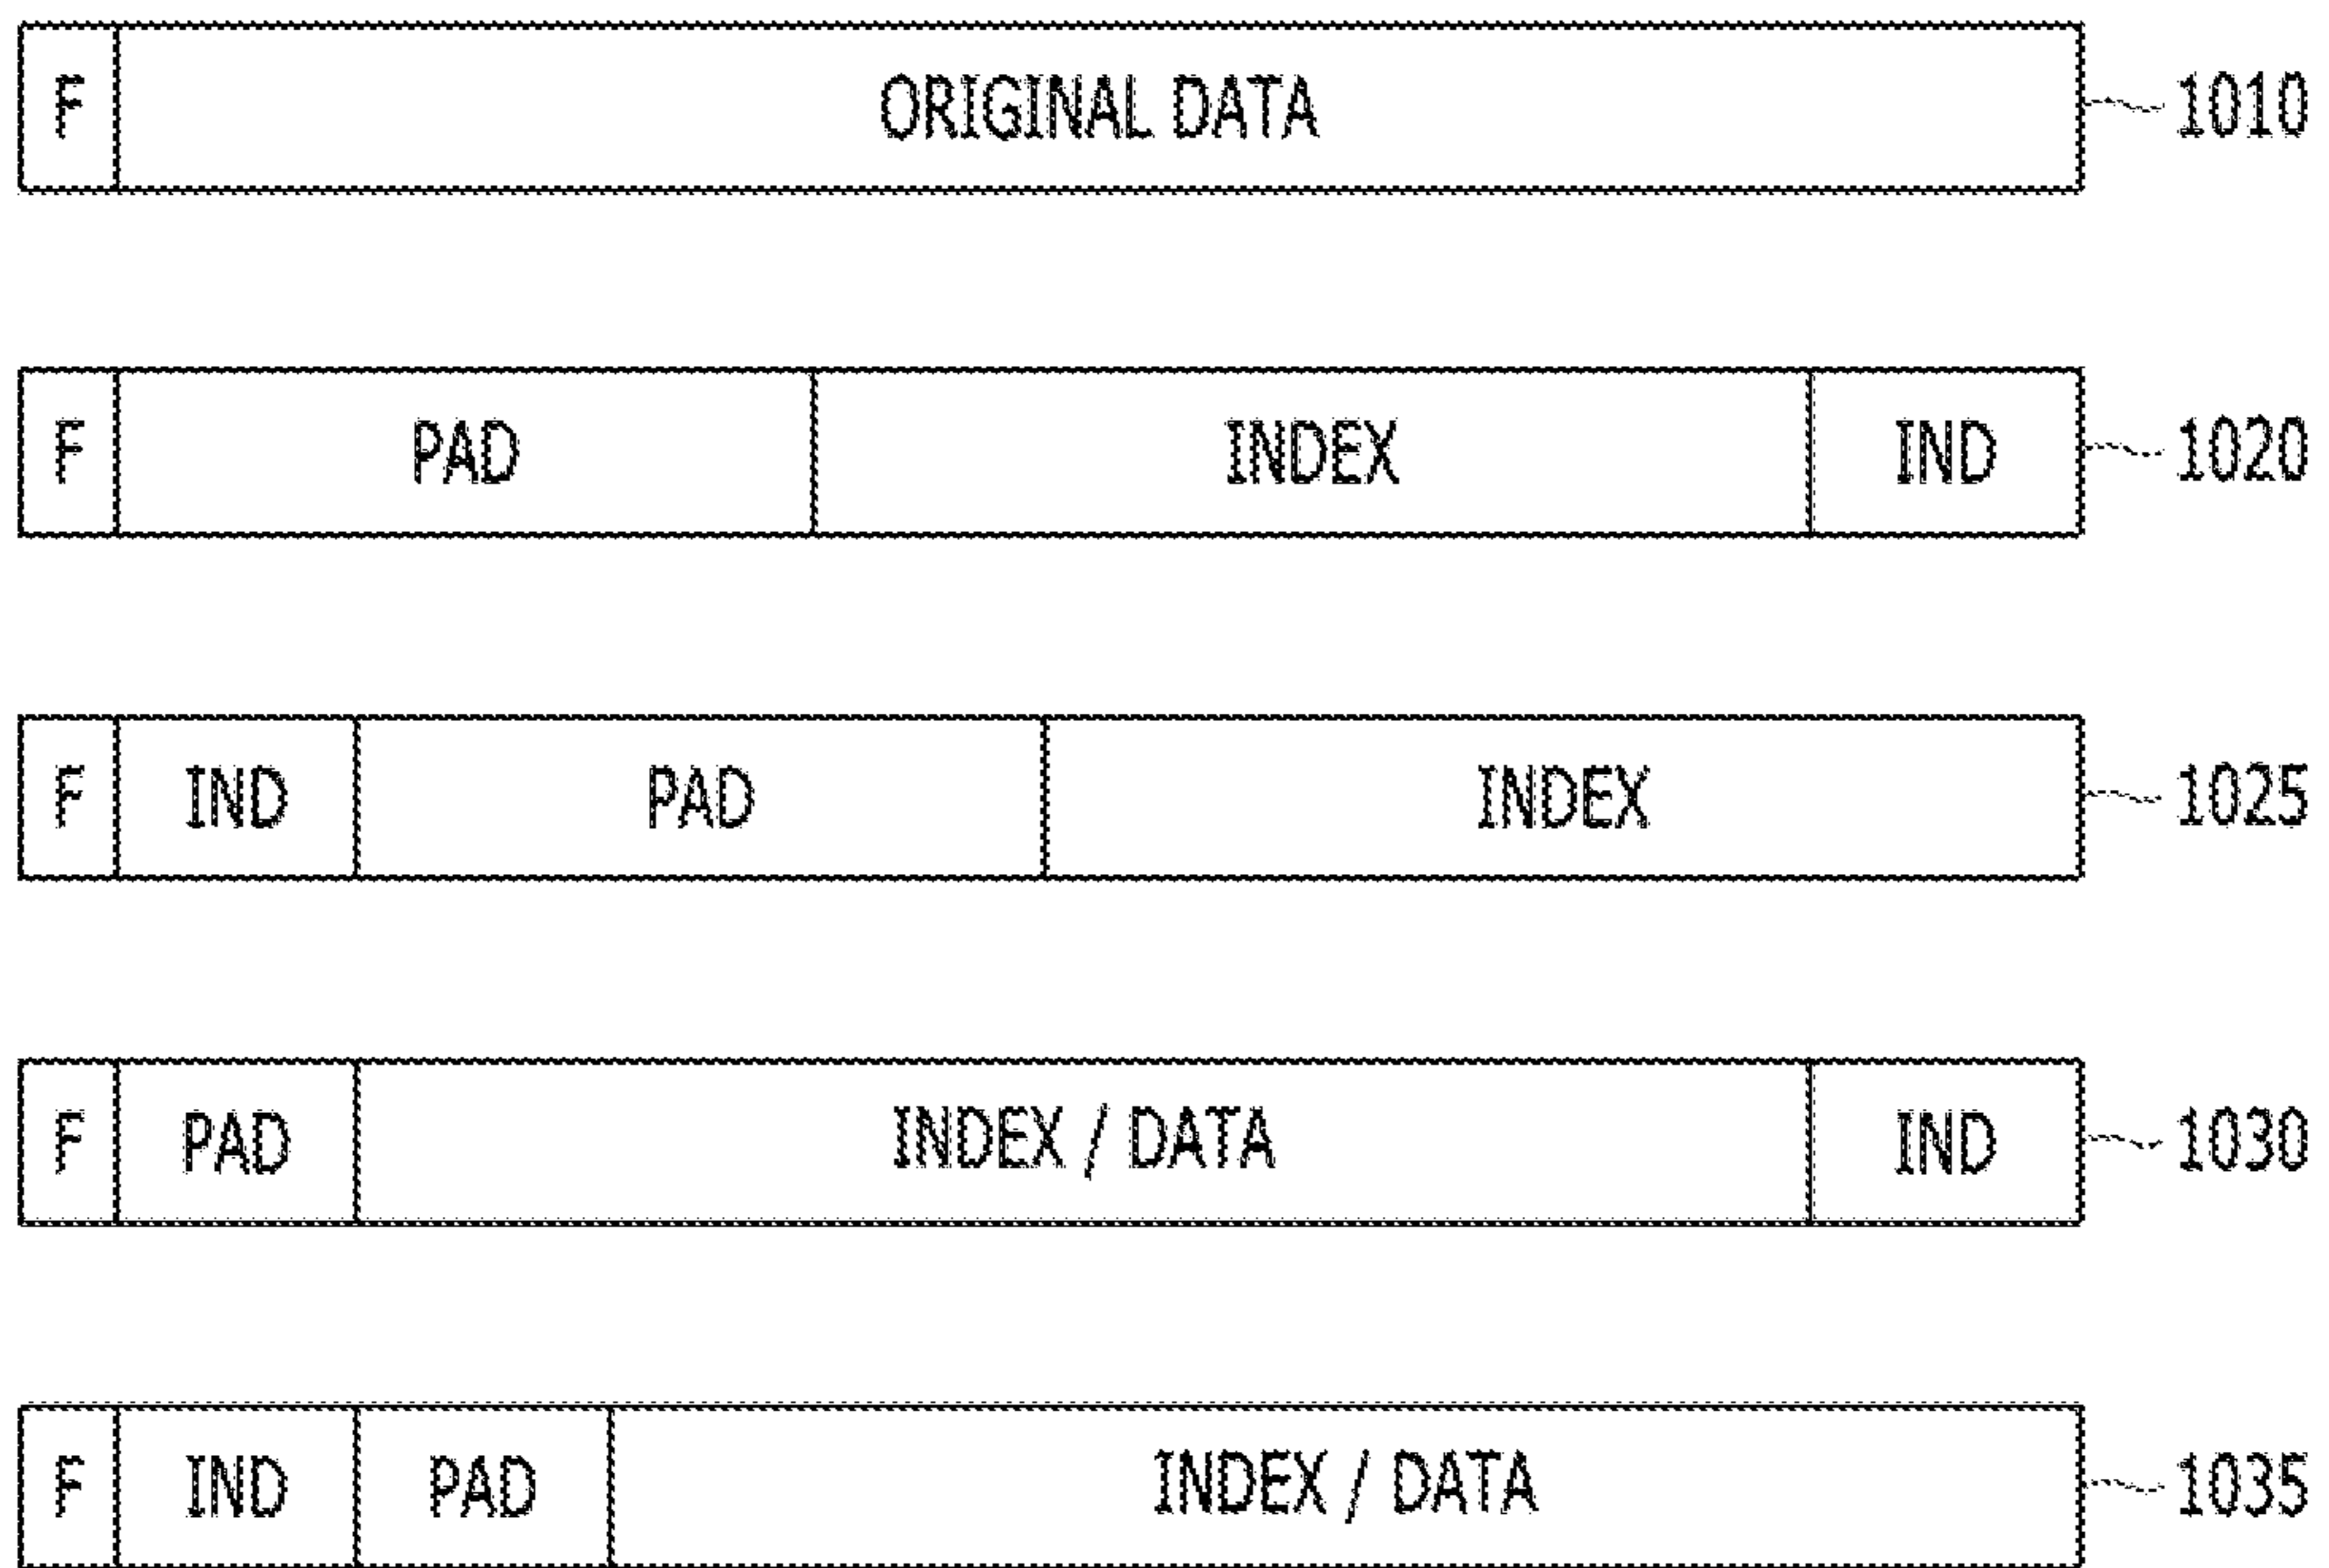 F ORIGINAL DATA 1010
F PAD INDEX IND 1020
F IND PAD INDEX 1025
F PAD INDEX / DATA IND 1030
F IND PAD INDEX / DATA 1035